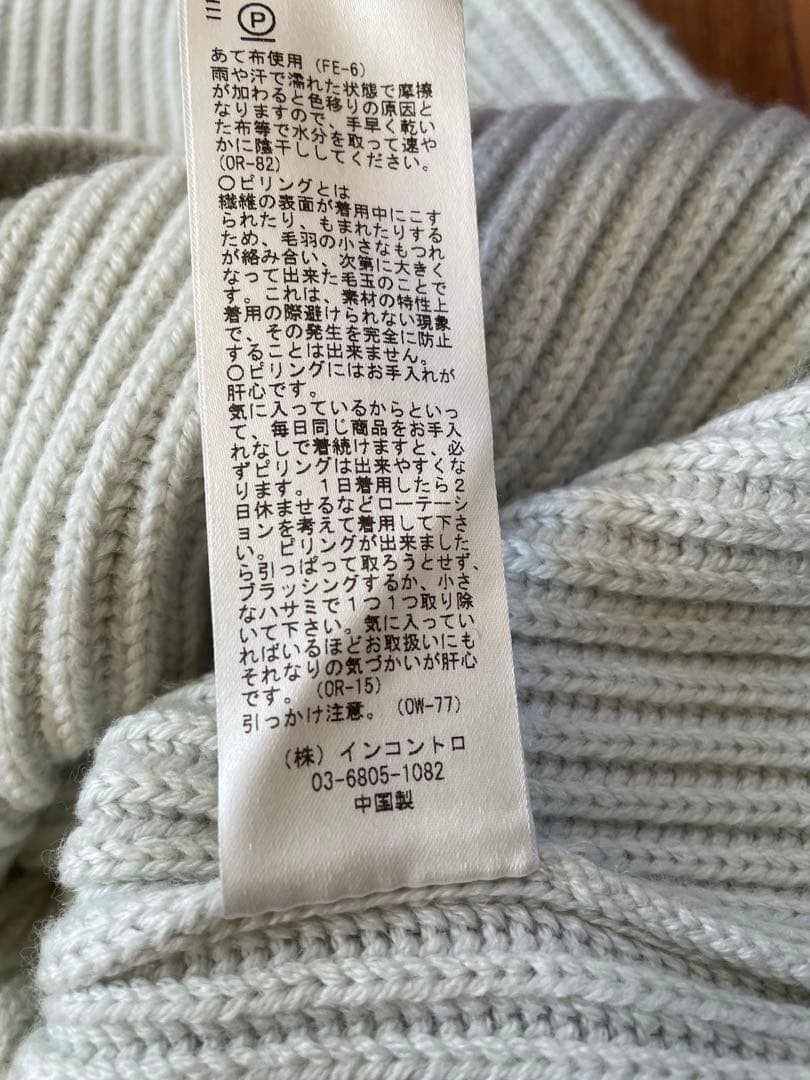 P
あて布使用 (FE-6)
雨や汗で濡れた状態で摩擦
が加わると色移りの原因と
なりますので、手早く乾い
た布等で水分を取って速や
かに陰干ししてください。
(OR-82)
〇ピリングとは
繊維の表面が着用中にこす
られたり、もまれたりする
ため、毛羽の小さなもつれ
が絡み合い、次第に大きく
なって出来た毛玉のことで
す。これは、素材の特性上
着用の際避けられない現象
で、その発生を完全に防止
することは出来ません。
〇ピリングにはお手入れが
肝心です。
気に入っているからといっ
て、毎日同じ商品をお手入
れなしで着続けますと、必
ずピリングは出来やすくな
ります。1日着用したら2
日休ませるなどローテーシ
ョンを考えて着用して下さ
い。ピリングが出来ました
ら引っぱって取ろうとせず、
ブラッシングするか、小さ
なハサミで1つ1つ取り除
いて下さい。気に入ってい
ればいるほどお取扱いにも
それなりの気づかいが肝心
です。 (OR-15)
引っかけ注意。 (OW-77)
(株) インコントロ
03-6805-1082
中国製